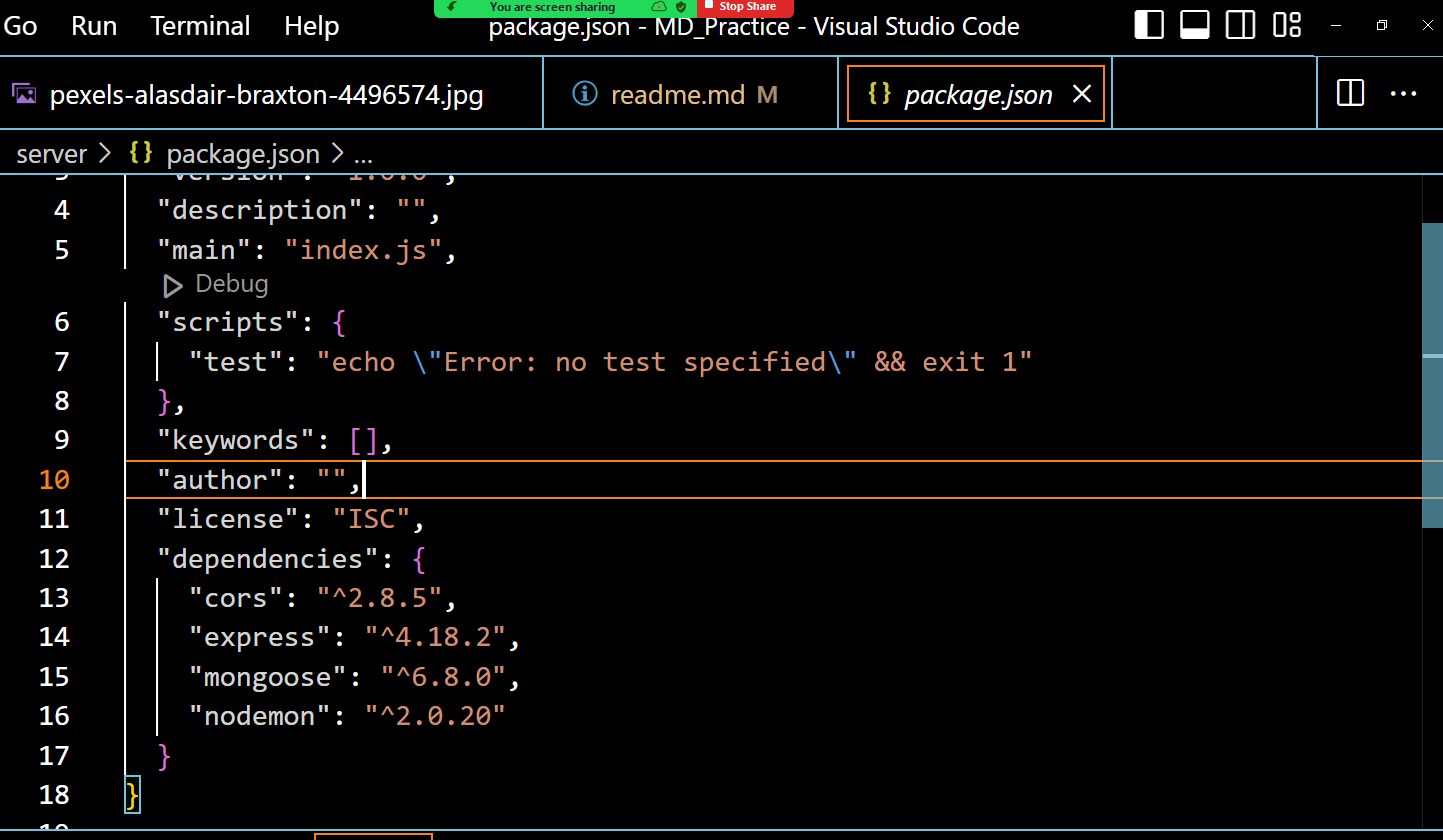 You are screen sharing Stop Share
Go Run Terminal Help package.json - MD_Practice - Visual Studio Code
pexels-alasdair-braxton-4496574.jpg readme.md M {} package.json
server > {} package.json > ...
4 "description": "",
5 "main": "index.js",
Debug
6 "scripts": {
7 "test": "echo \"Error: no test specified\" && exit 1"
8 },
9 "keywords": [],
10 "author": "",
11 "license": "ISC",
12 "dependencies": {
13 "cors": "^2.8.5",
14 "express": "^4.18.2",
15 "mongoose": "^6.8.0",
16 "nodemon": "^2.0.20"
17 }
18 }